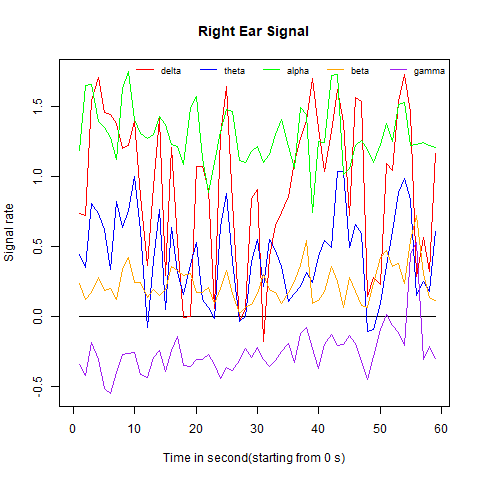 Right Ear Signal
delta theta alpha beta gamma
Signal rate
1.5
1.0
0.5
0.0
-0.5
0 10 20 30 40 50 60
Time in second(starting from 0 s)